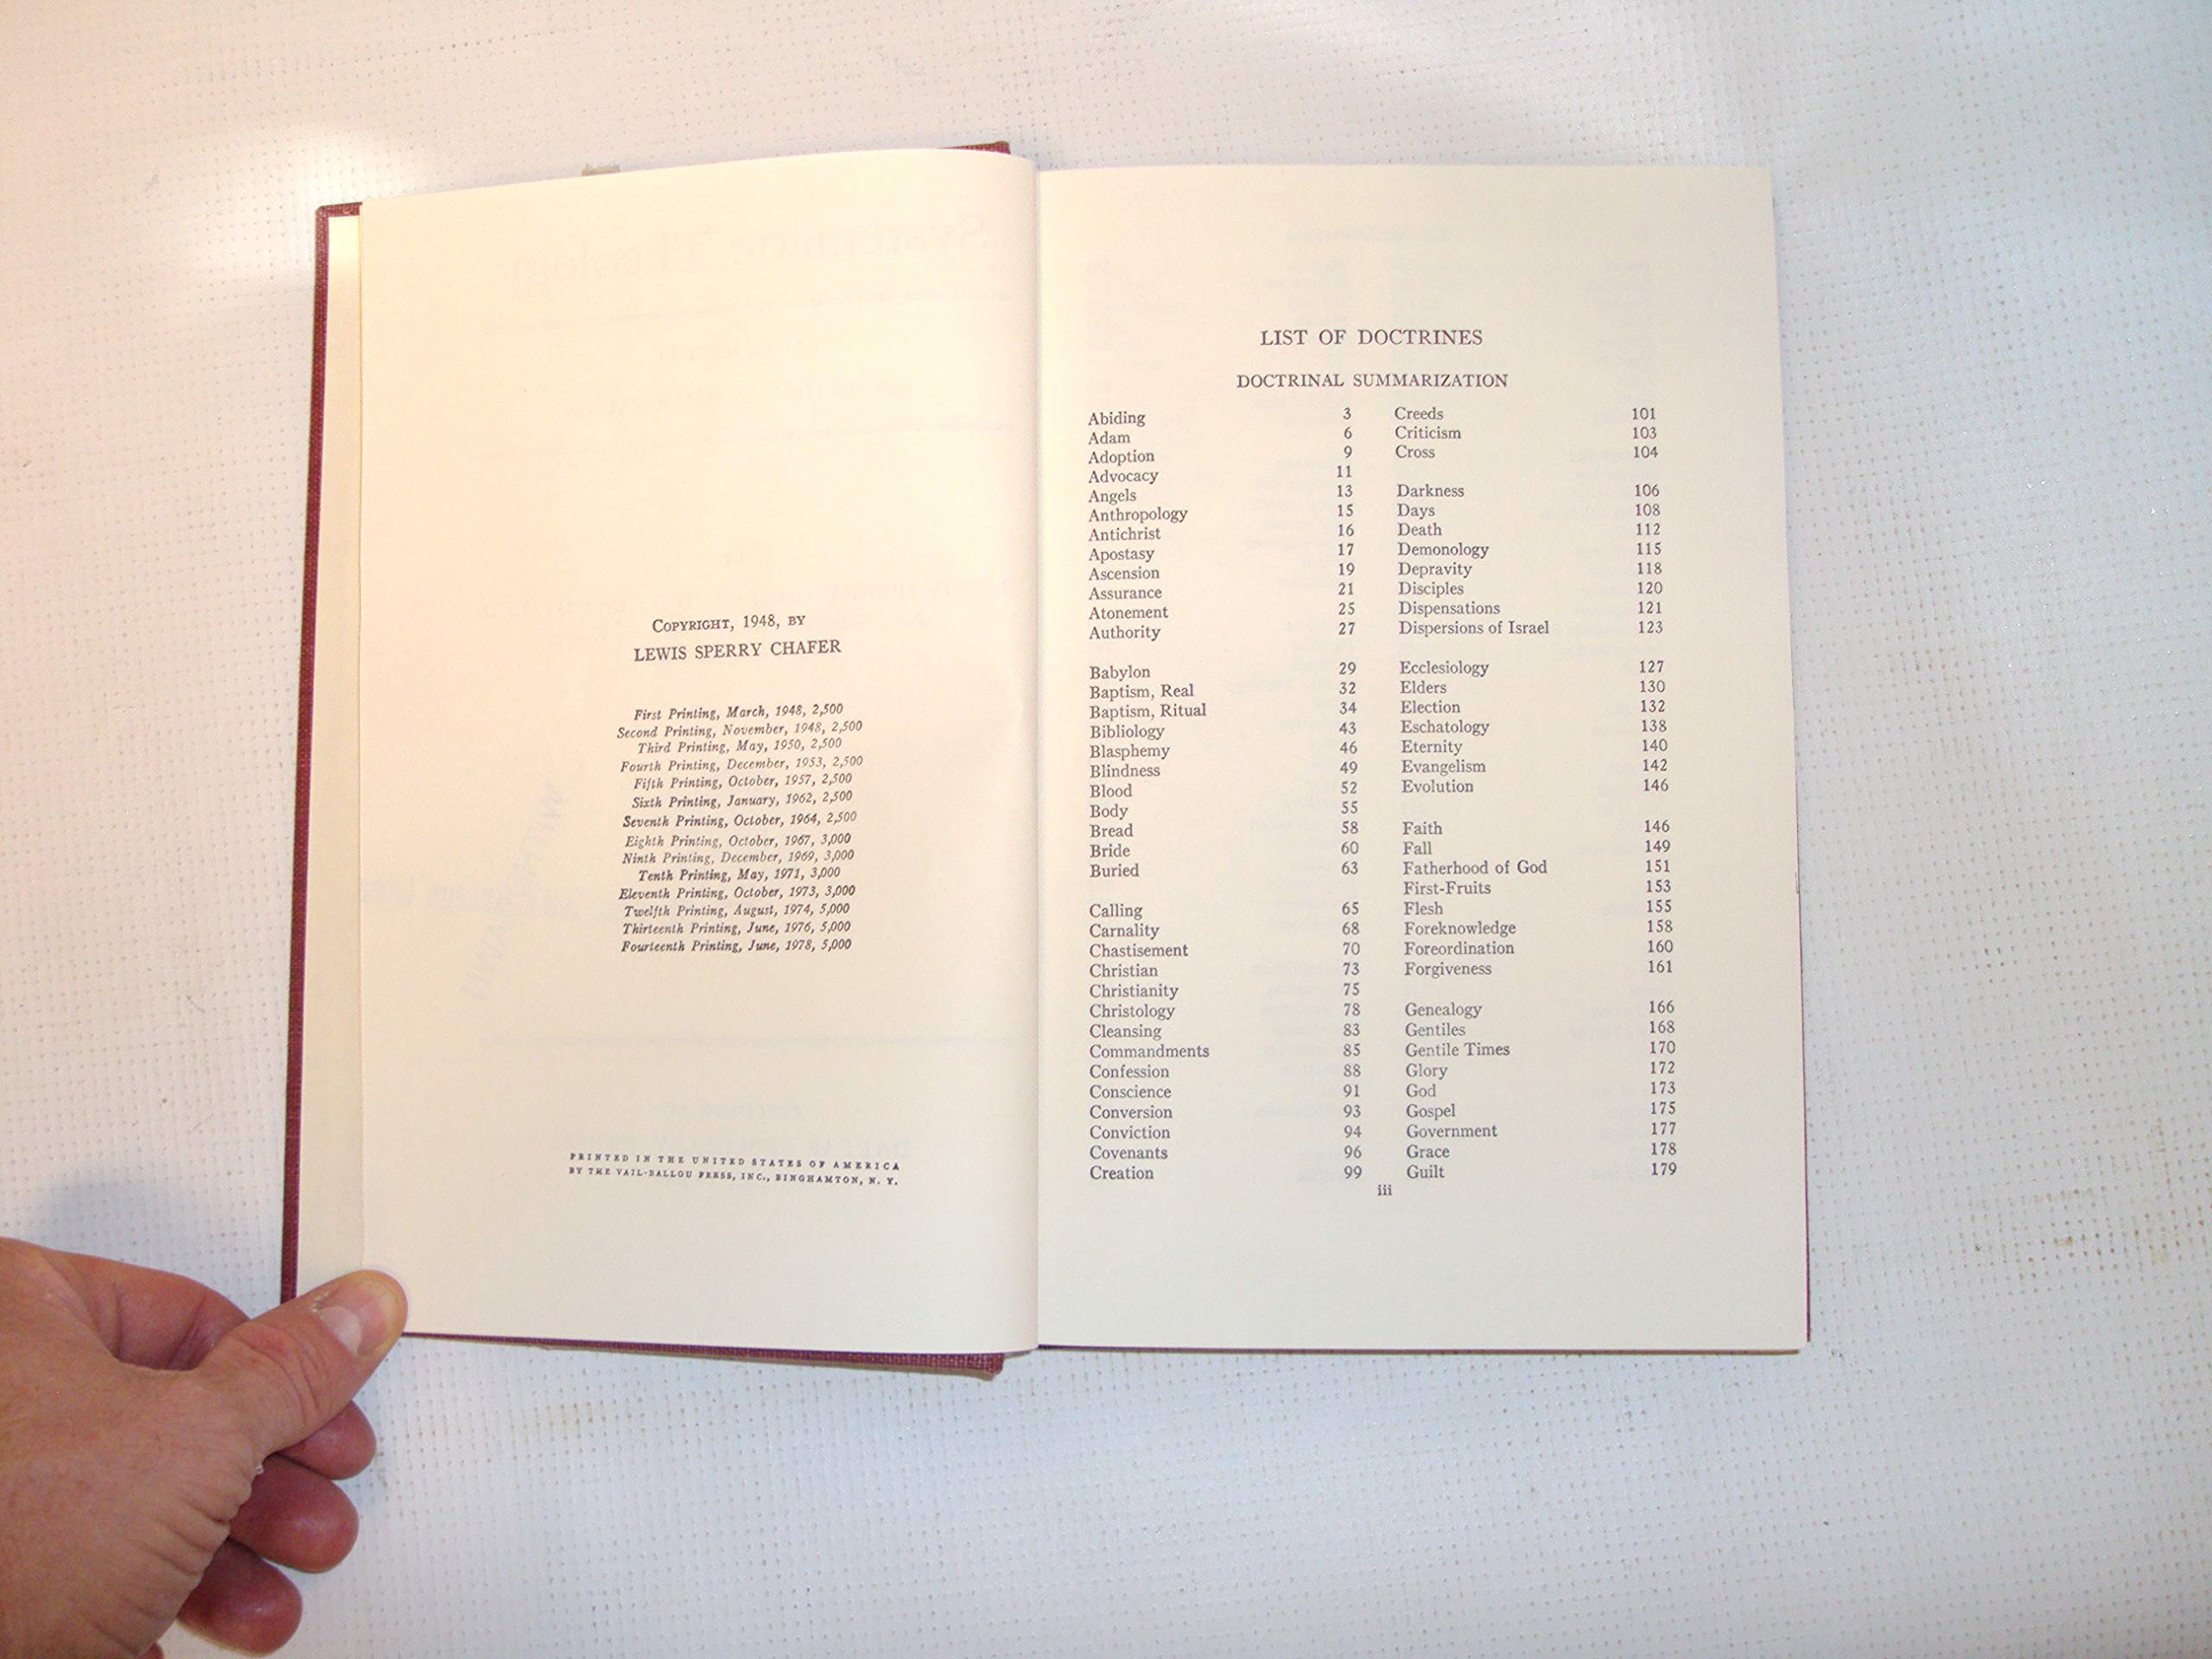 COPYRIGHT, 1948, BY
LEWIS SPERRY CHAFER
First Printing, March, 1948, 2,500
Second Printing, November, 1948, 2,500
Third Printing, May, 1950, 2,500
Fourth Printing, December, 1953, 2,500
Fifth Printing, October, 1957, 2,500
Sixth Printing, January, 1962, 2,500
Seventh Printing, October, 1964, 2,500
Eighth Printing, October, 1967, 3,000
Ninth Printing, December, 1969, 3,000
Tenth Printing, May, 1971, 3,000
Eleventh Printing, October, 1973, 3,000
Twelfth Printing, August, 1974, 5,000
Thirteenth Printing, June, 1976, 5,000
Fourteenth Printing, June, 1978, 5,000
PRINTED IN THE UNITED STATES OF AMERICA
BY THE VAIL-BALLOU PRESS, INC., BINGHAMTON, N. Y.
LIST OF DOCTRINES
DOCTRINAL SUMMARIZATION
Abiding 3
Adam 6
Adoption 9
Advocacy 11
Angels 13
Anthropology 15
Antichrist 16
Apostasy 17
Ascension 19
Assurance 21
Atonement 25
Authority 27
Babylon 29
Baptism, Real 32
Baptism, Ritual 34
Bibliology 43
Blasphemy 46
Blindness 49
Blood 52
Body 55
Bread 58
Bride 60
Buried 63
Calling 65
Carnality 68
Chastisement 70
Christian 73
Christianity 75
Christology 78
Cleansing 83
Commandments 85
Confession 88
Conscience 91
Conversion 93
Conviction 94
Covenants 96
Creation 99
Creeds 101
Criticism 103
Cross 104
Darkness 106
Days 108
Death 112
Demonology 115
Depravity 118
Disciples 120
Dispensations 121
Dispersions of Israel 123
Ecclesiology 127
Elders 130
Election 132
Eschatology 138
Eternity 140
Evangelism 142
Evolution 146
Faith 146
Fall 149
Fatherhood of God 151
First-Fruits 153
Flesh 155
Foreknowledge 158
Foreordination 160
Forgiveness 161
Genealogy 166
Gentiles 168
Gentile Times 170
Glory 172
God 173
Gospel 175
Government 177
Grace 178
Guilt 179
iii